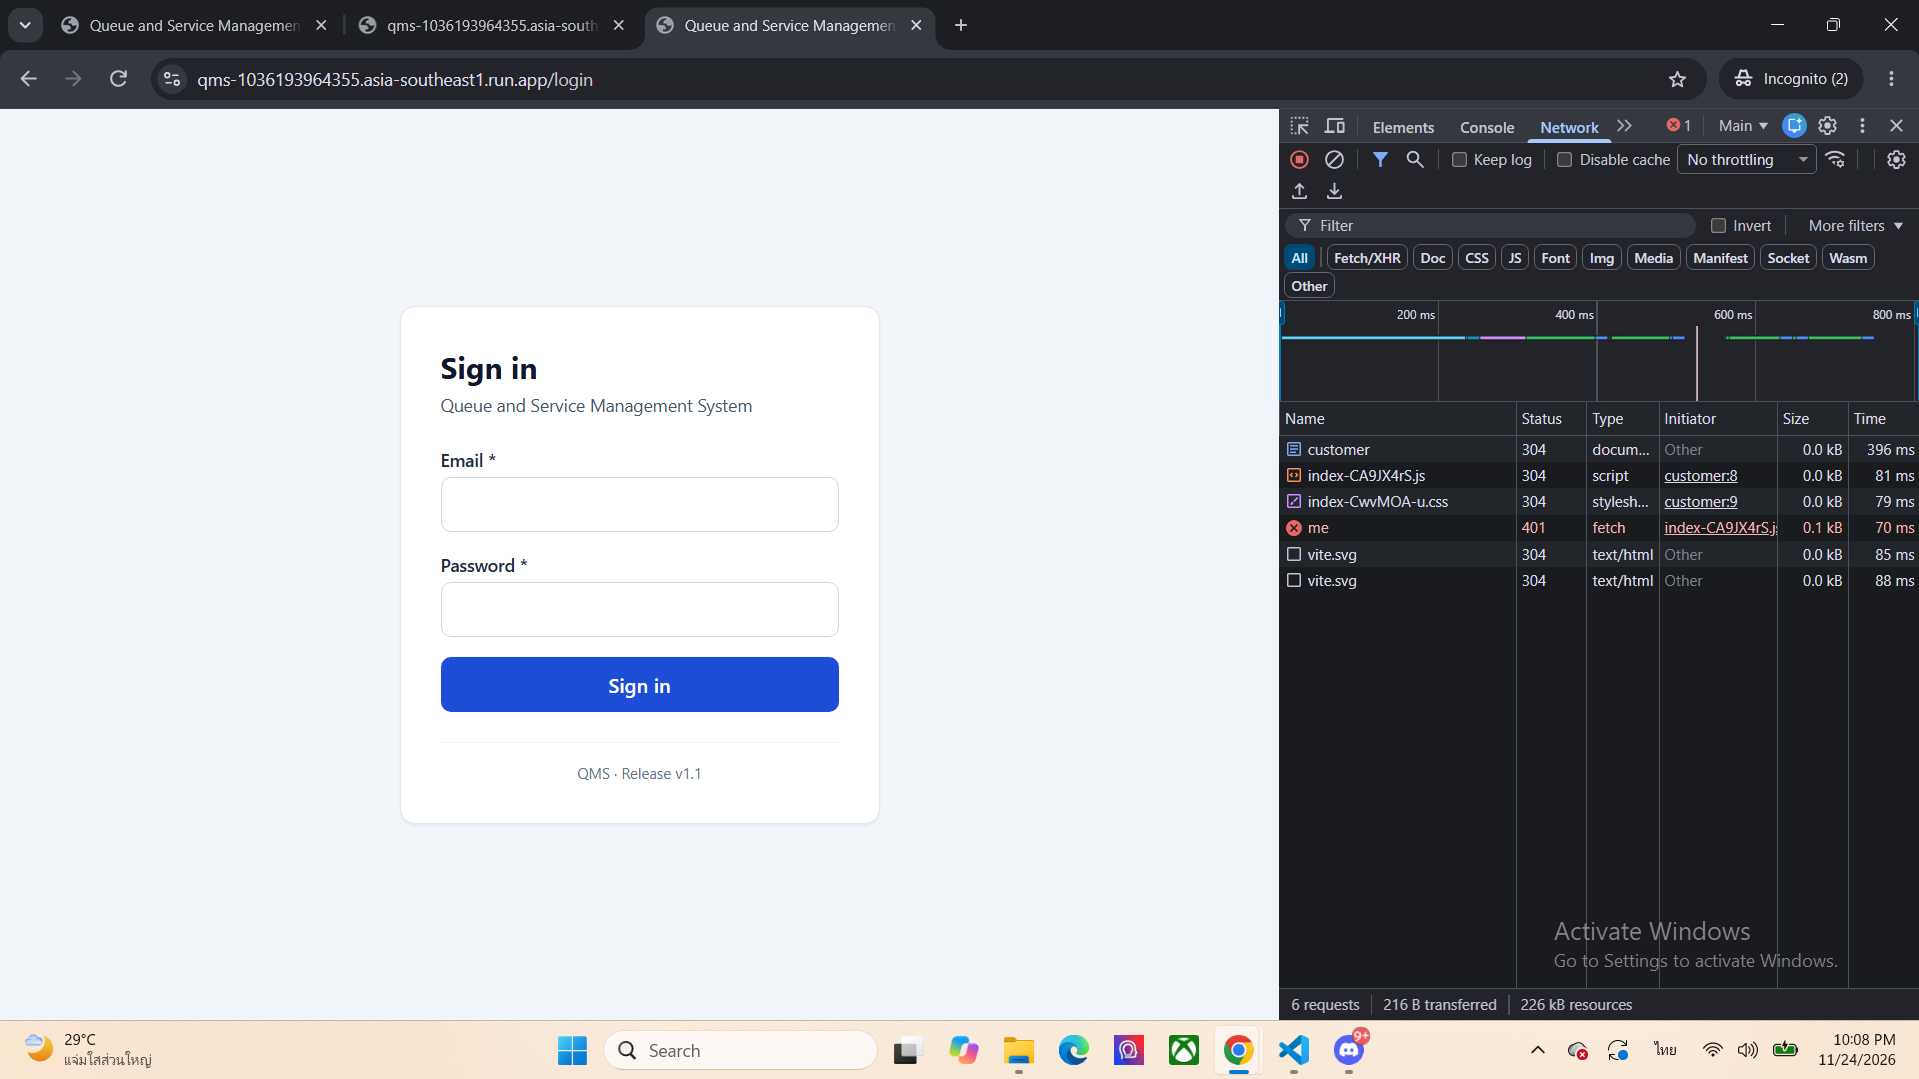 Queue and Service Managemen
qms-1036193964355.asia-south
Queue and Service Managemen
qms-1036193964355.asia-southeast1.run.app/login
Incognito (2)
Sign in
Queue and Service Management System
Email *
Password *
Sign in
QMS · Release v1.1
Elements
Console
Network
1
Main
Keep log
Disable cache
No throttling
Filter
Invert
More filters
All
Fetch/XHR
Doc
CSS
JS
Font
Img
Media
Manifest
Socket
Wasm
Other
200 ms
400 ms
600 ms
800 ms
Name Status Type Initiator Size Time
customer 304 docum... Other 0.0 kB 396 ms
index-CA9JX4rS.js 304 script customer:8 0.0 kB 81 ms
index-CwvMOA-u.css 304 stylesh... customer:9 0.0 kB 79 ms
me 401 fetch index-CA9JX4rS.js 0.1 kB 70 ms
vite.svg 304 text/html Other 0.0 kB 85 ms
vite.svg 304 text/html Other 0.0 kB 88 ms
Activate Windows
Go to Settings to activate Windows.
6 requests
216 B transferred
226 kB resources
29°C
แจ่มใสส่วนใหญ่
Search
9+
ไทย
10:08 PM
11/24/2026